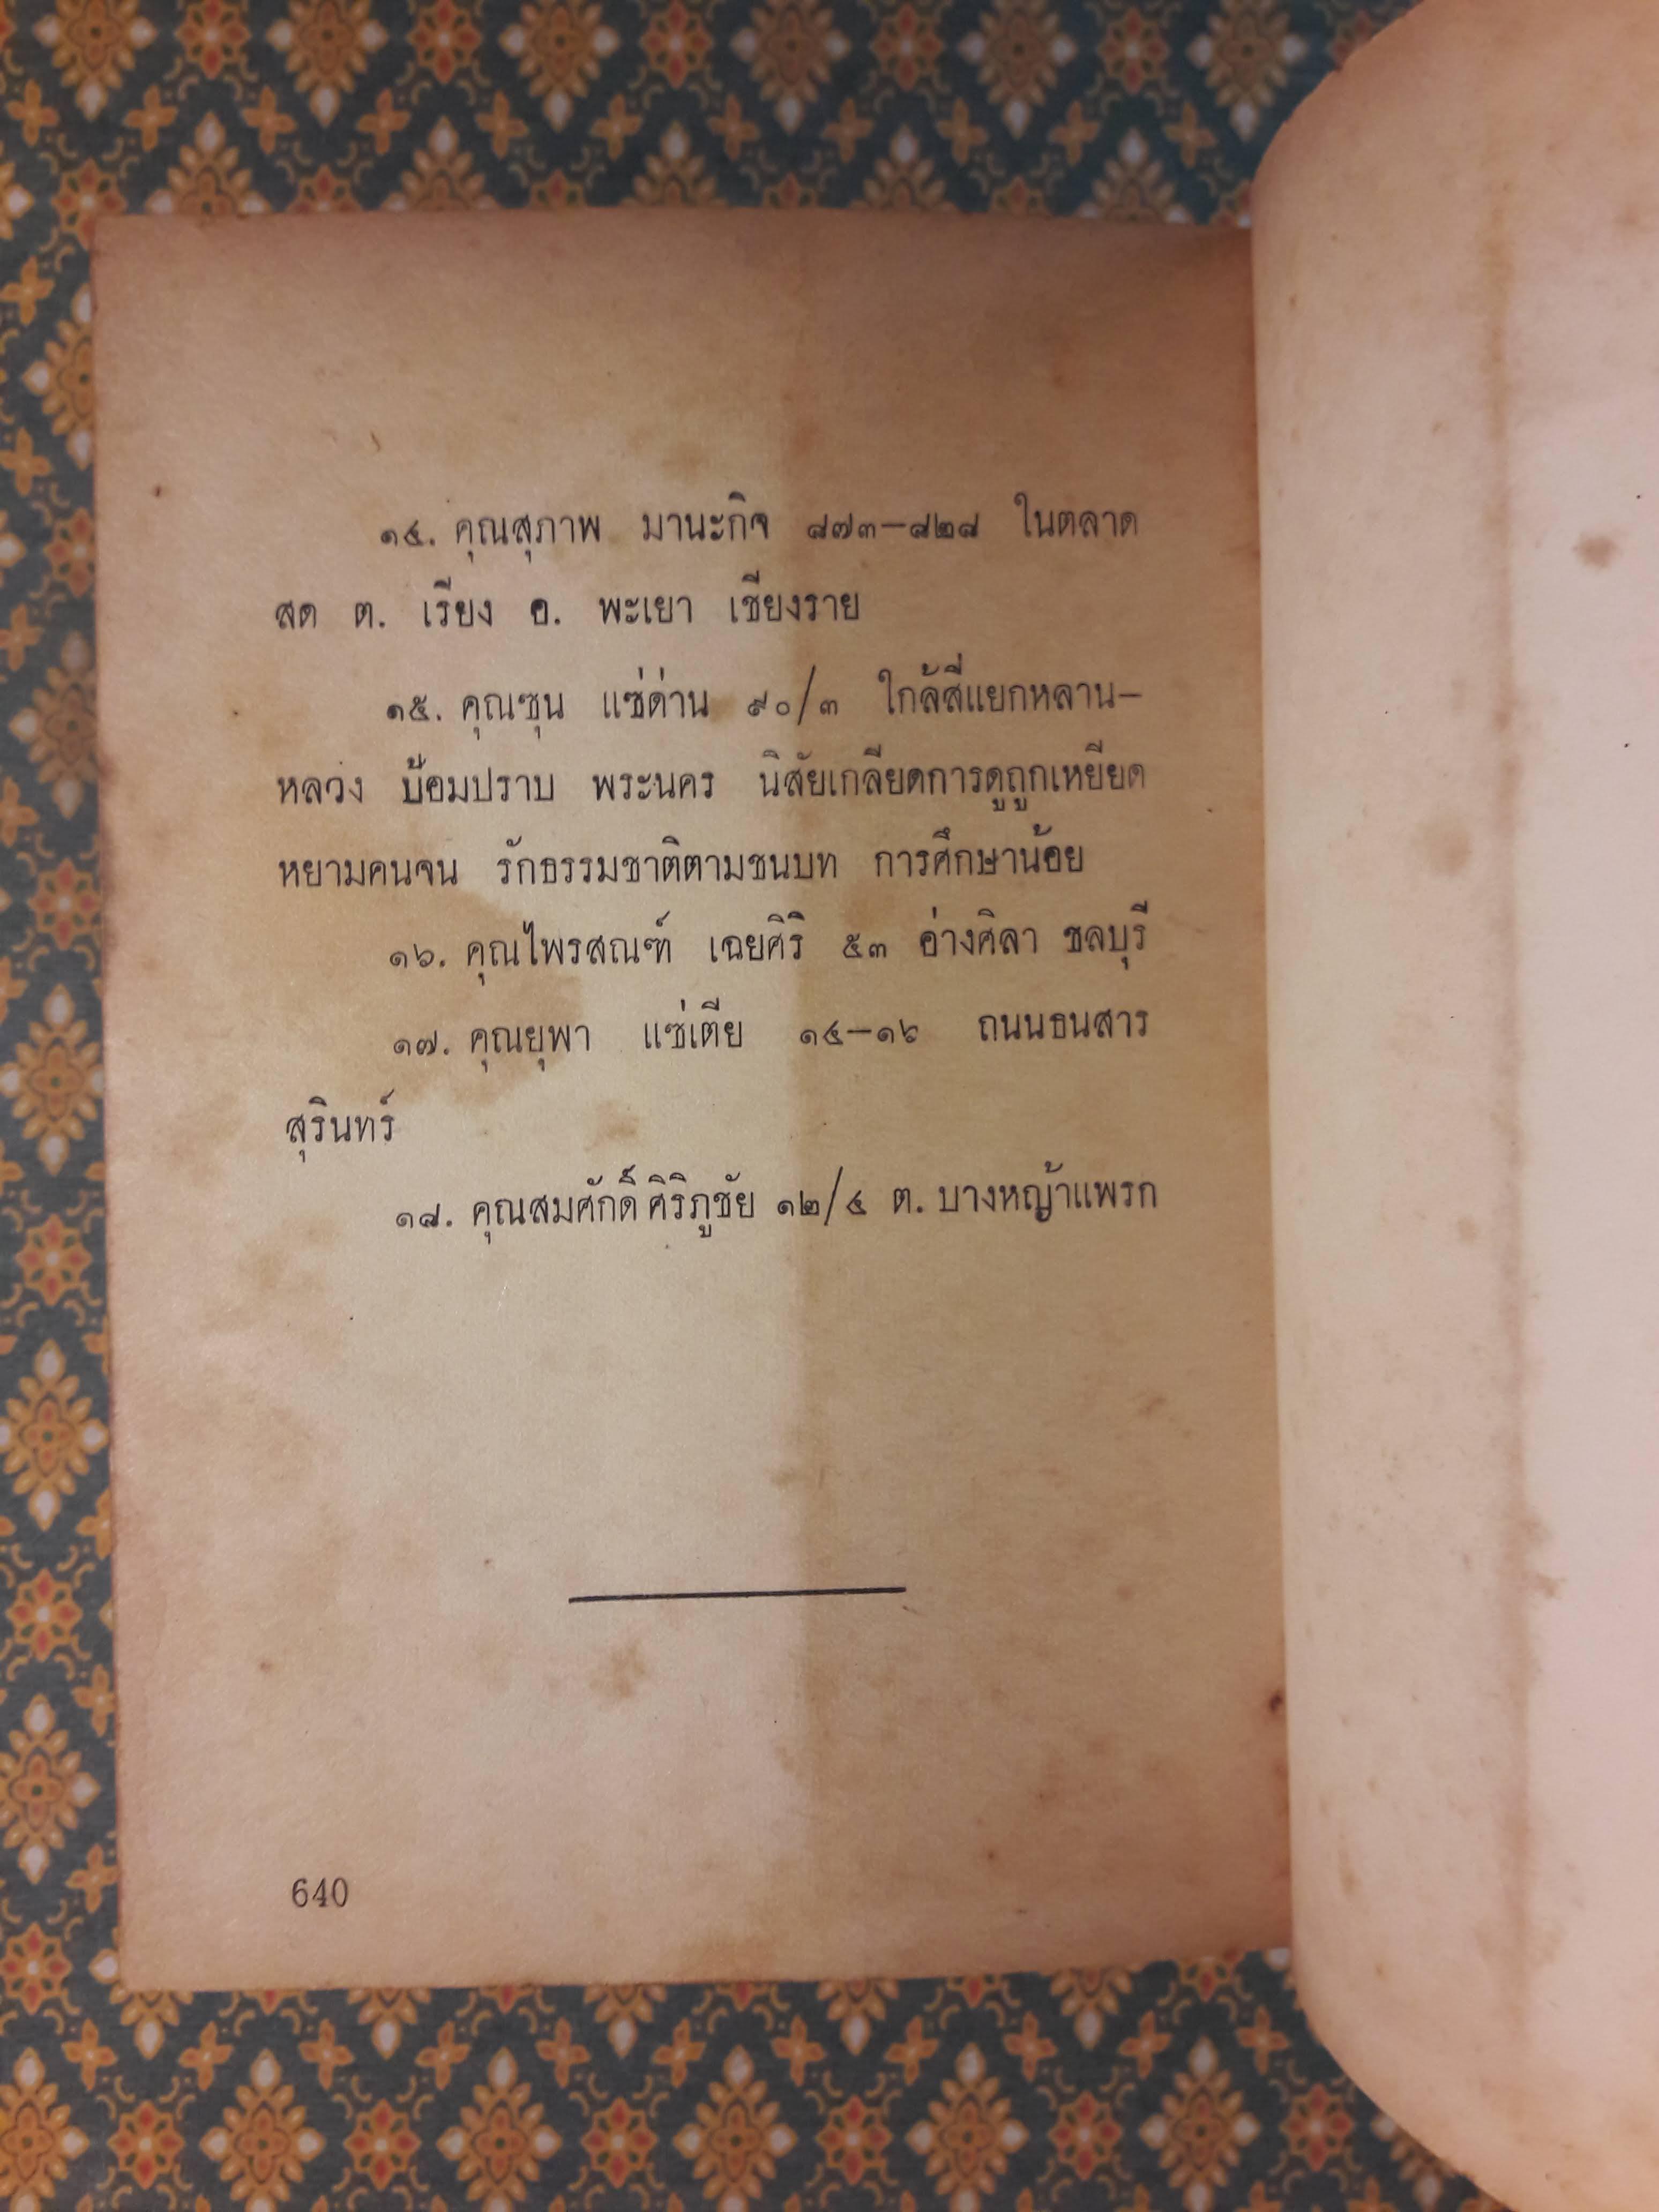 ๑๔. คุณสุภาพ มานะกิจ ๘๗๓–๘๒๘ ในตลาด
สด ต. เรียง อ. พะเยา เชียงราย
๑๕. คุณซุน แซ่ด่าน ๙๐/๓ ใกล้สี่แยกหลาน–
หลวง ป้อมปราบ พระนคร นิสัยเกลียดการดูถูกเหยียด
หยามคนจน รักธรรมชาติตามชนบท การศึกษาน้อย
๑๖. คุณไพรสณฑ์ เฉยศิริ ๕๓ อ่างศิลา ชลบุรี
๑๗. คุณยุพา แซ่เตีย ๑๔–๑๖ ถนนธนสาร
สุรินทร์
๑๘. คุณสมศักดิ์ ศิริภูชัย ๑๒/๔ ต. บางหญ้าแพรก
640